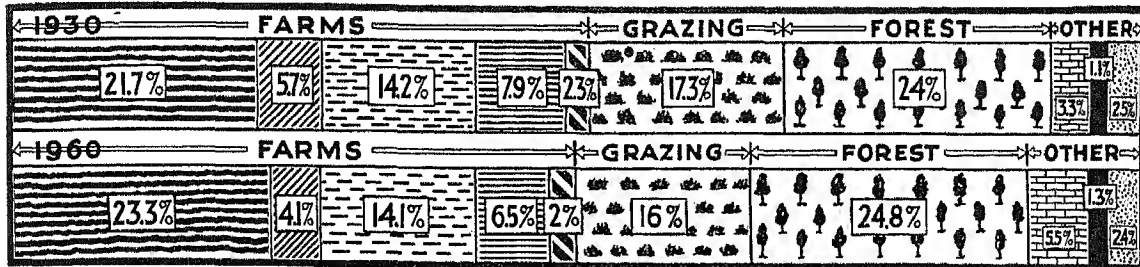 1930 FARMS GRAZING FOREST OTHER
21.7% 5.7% 14.2% 7.9% 2.3% 17.3% 24% 3.3% 1.1% 2.5%
1960 FARMS GRAZING FOREST OTHER
23.3% 4.1% 14.1% 6.5% 2% 16% 24.8% 5.5% 1.3% 2.4%